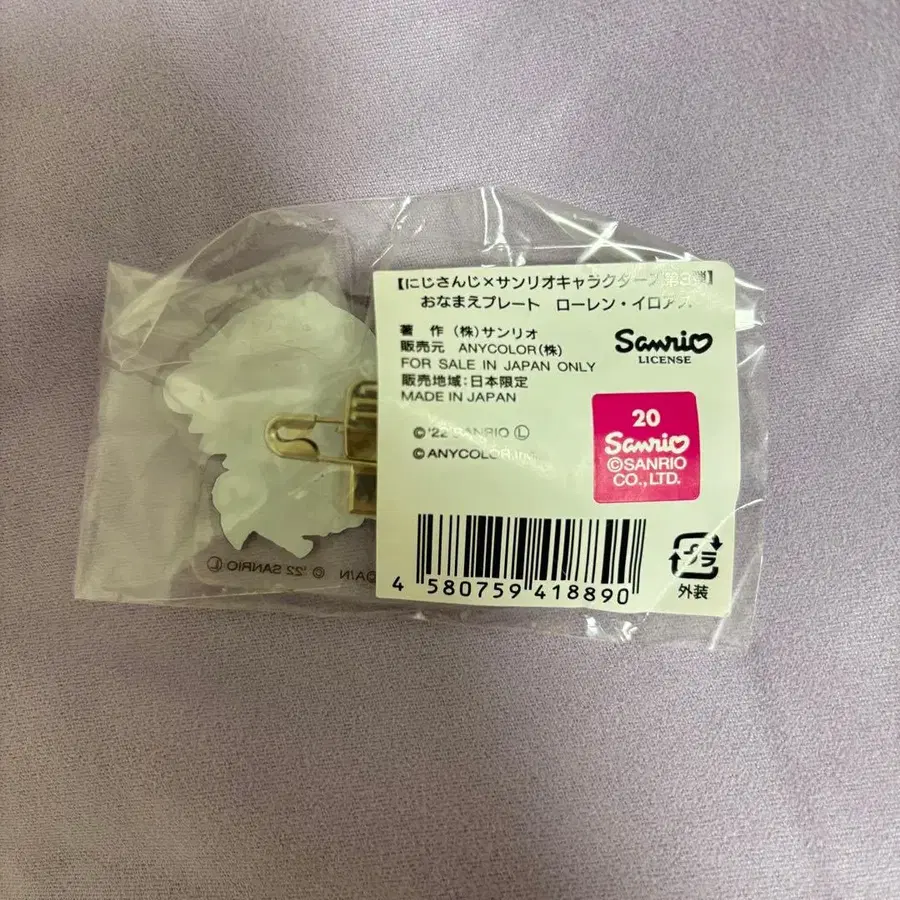 【にじさんじ×サンリオキャラクターズ第3弾】
おなまえプレート ローレン・イロアス
著 作 (株)サンリオ
販売元 ANYCOLOR(株)
FOR SALE IN JAPAN ONLY
販売地域:日本限定
MADE IN JAPAN
©'22 SANRIO Ⓛ
©ANYCOLOR, Inc.
Sanrio
LICENSE
20
Sanrio
©SANRIO
CO., LTD.
4 580759 418890
プラ
外装
© '22 SANRIO Ⓛ